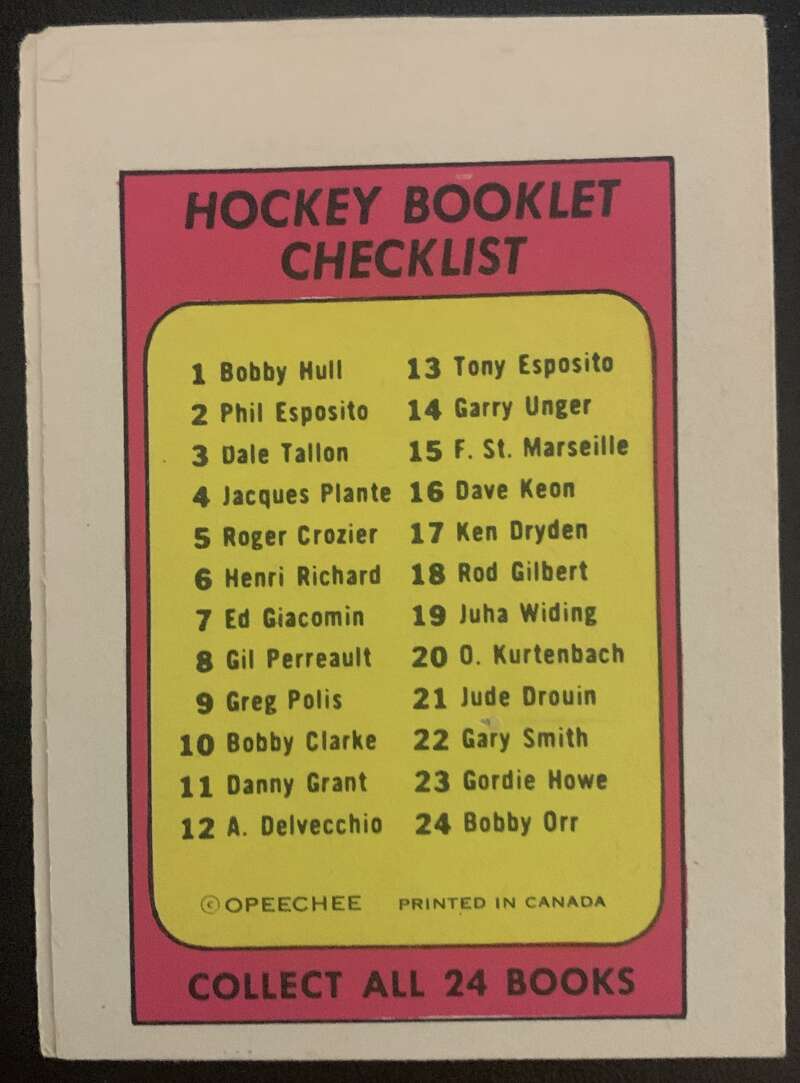 HOCKEY BOOKLET
CHECKLIST
1 Bobby Hull
2 Phil Esposito
3 Dale Tallon
4 Jacques Plante
5 Roger Crozier
6 Henri Richard
7 Ed Giacomin
8 Gil Perreault
9 Greg Polis
10 Bobby Clarke
11 Danny Grant
12 A. Delvecchio
13 Tony Esposito
14 Garry Unger
15 F. St. Marseille
16 Dave Keon
17 Ken Dryden
18 Rod Gilbert
19 Juha Widing
20 O. Kurtenbach
21 Jude Drouin
22 Gary Smith
23 Gordie Howe
24 Bobby Orr
© OPEECHEE PRINTED IN CANADA
COLLECT ALL 24 BOOKS